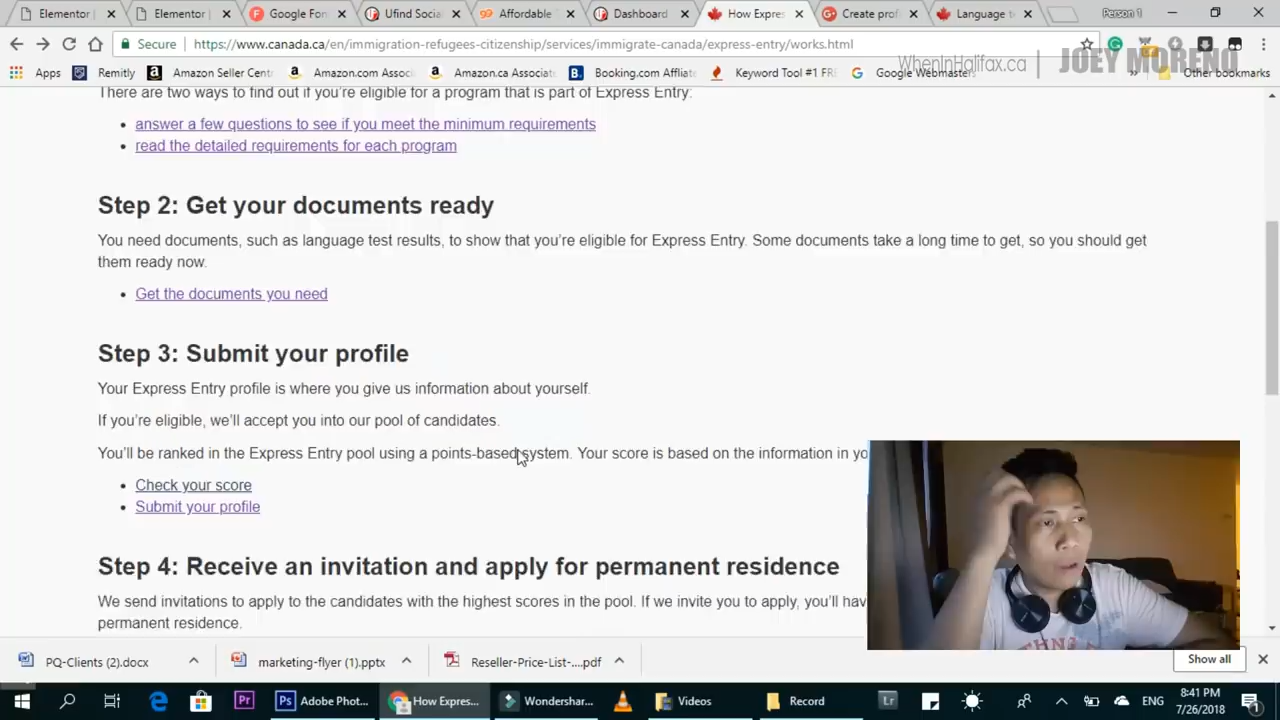 Elementor
Elementor |
Google Fon
Ufind Socia
Affordable
Dashboard
How Expres
Create prof
Language t
Person 1
Secure
https://www.canada.ca/en/immigration-refugees-citizenship/services/immigrate-canada/express-entry/works.html
WhenInHalifax.ca | JOEY MORENO
Apps
Remitly
Amazon Seller Centr
Amazon.com Assoc
Amazon.ca Associate
Booking.com Affliate
Keyword Tool #1 FRE
Google Webmasters
Other bookmarks
There are two ways to find out if you're eligible for a program that is part of Express Entry:
• answer a few questions to see if you meet the minimum requirements
• read the detailed requirements for each program
Step 2: Get your documents ready
You need documents, such as language test results, to show that you're eligible for Express Entry. Some documents take a long time to get, so you should get
them ready now.
• Get the documents you need
Step 3: Submit your profile
Your Express Entry profile is where you give us information about yourself.
If you're eligible, we'll accept you into our pool of candidates.
You'll be ranked in the Express Entry pool using a points-based system. Your score is based on the information in yo
• Check your score
• Submit your profile
Step 4: Receive an invitation and apply for permanent residence
We send invitations to apply to the candidates with the highest scores in the pool. If we invite you to apply, you'll hav
permanent residence.
PQ-Clients (2).docx
marketing-flyer (1).pptx
Reseller-Price-List-....pdf
Show all
Adobe Phot...
How Expres...
Wondershar...
Videos
Record
ENG
8:41 PM
7/26/2018